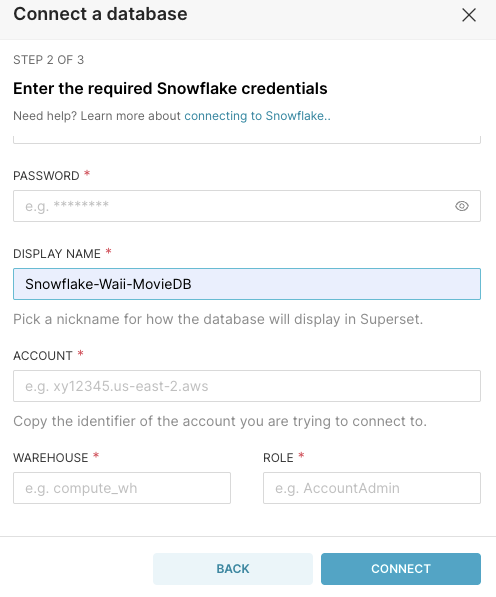 Connect a database
STEP 2 OF 3
Enter the required Snowflake credentials
Need help? Learn more about connecting to Snowflake..
PASSWORD *
e.g. ********
DISPLAY NAME *
Snowflake-Waii-MovieDB
Pick a nickname for how the database will display in Superset.
ACCOUNT *
e.g. xy12345.us-east-2.aws
Copy the identifier of the account you are trying to connect to.
WAREHOUSE * ROLE *
e.g. compute_wh e.g. AccountAdmin
BACK CONNECT